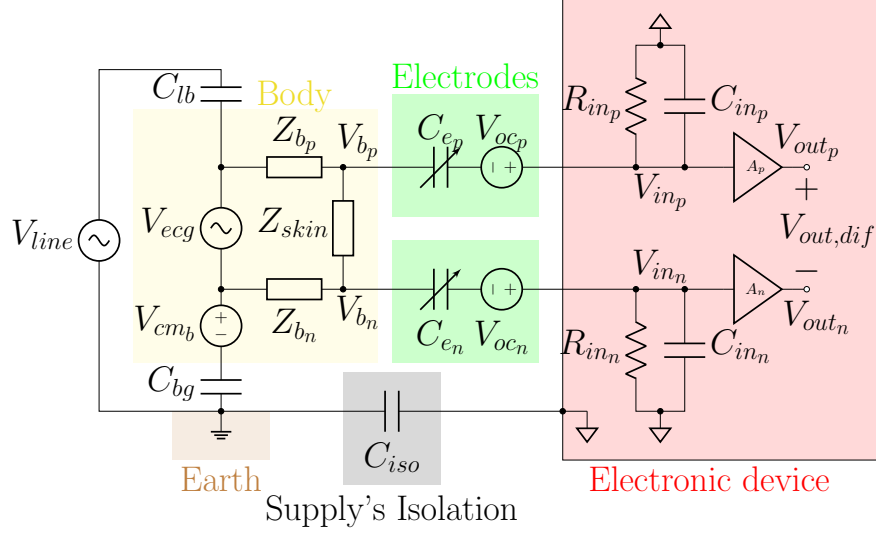 Electrodes
C_{lb}
Body
Z_{b_p}
V_{b_p}
C_{e_p}
V_{oc_p}
R_{in_p}
C_{in_p}
V_{out_p}
A_p
V_{in_p}
+
V_{line}
V_{ecg}
Z_{skin}
V_{out,dif}
V_{in_n}
−
A_n
V_{cm_b}
Z_{b_n}
V_{b_n}
C_{e_n}
V_{oc_n}
V_{out_n}
R_{in_n}
C_{in_n}
C_{bg}
C_{iso}
Earth
Electronic device
Supply's Isolation